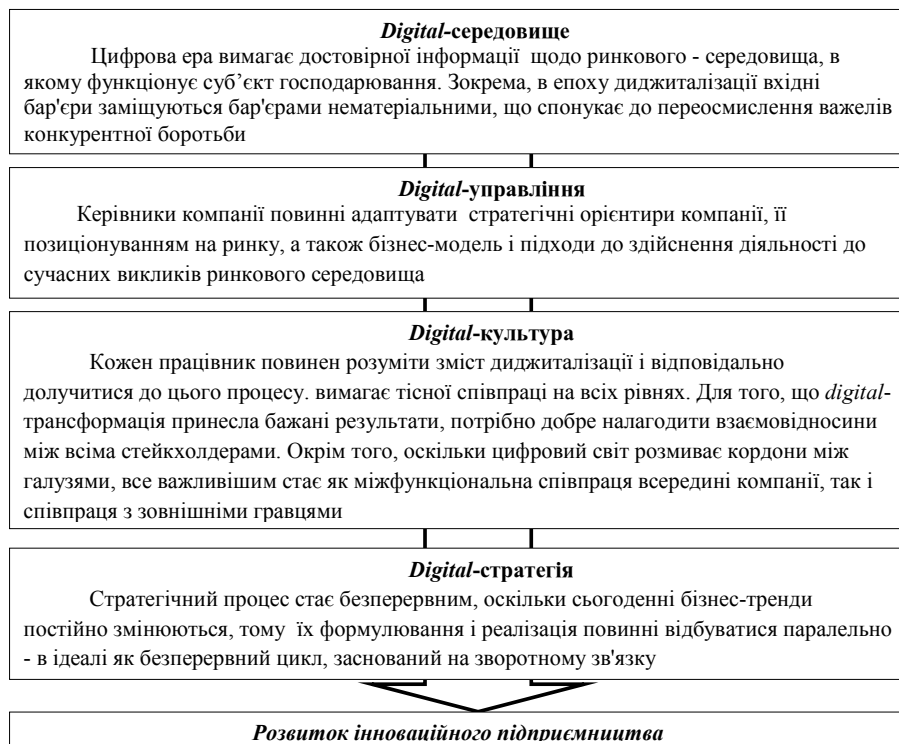 Digital-середовище
Цифрова ера вимагає достовірної інформації щодо ринкового - середовища, в
якому функціонує суб’єкт господарювання. Зокрема, в епоху диджиталізації вхідні
бар'єри заміщуються бар'єрами нематеріальними, що спонукає до переосмислення важелів
конкурентної боротьби
Digital-управління
Керівники компанії повинні адаптувати стратегічні орієнтири компанії, її
позиціонуванням на ринку, а також бізнес-модель і підходи до здійснення діяльності до
сучасних викликів ринкового середовища
Digital-культура
Кожен працівник повинен розуміти зміст диджиталізації і відповідально
долучитися до цього процесу. вимагає тісної співпраці на всіх рівнях. Для того, що digital-
трансформація принесла бажані результати, потрібно добре налагодити взаємовідносини
між всіма стейкхолдерами. Окрім того, оскільки цифровий світ розмиває кордони між
галузями, все важливішим стає як міжфункціональна співпраця всередині компанії, так і
співпраця з зовнішніми гравцями
Digital-стратегія
Стратегічний процес стає безперервним, оскільки сьогоденні бізнес-тренди
постійно змінюються, тому їх формулювання і реалізація повинні відбуватися паралельно
- в ідеалі як безперервний цикл, заснований на зворотному зв'язку
Розвиток інноваційного підприємництва